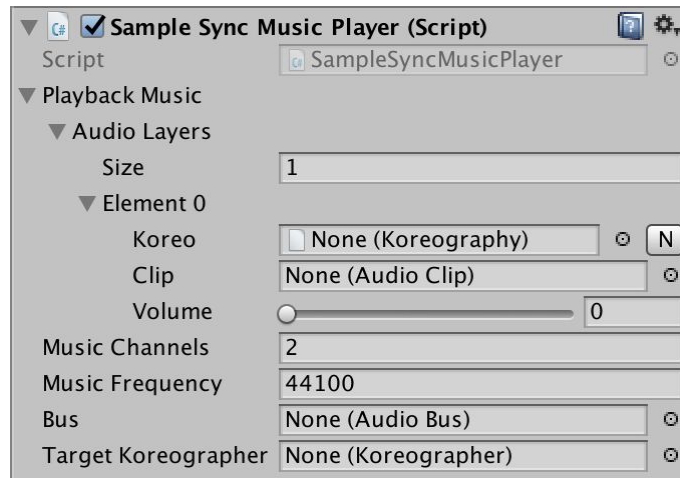 Sample Sync Music Player (Script)
Script SampleSyncMusicPlayer
Playback Music
Audio Layers
Size 1
Element 0
Koreo None (Koreography) N
Clip None (Audio Clip)
Volume 0
Music Channels 2
Music Frequency 44100
Bus None (Audio Bus)
Target Koreographer None (Koreographer)